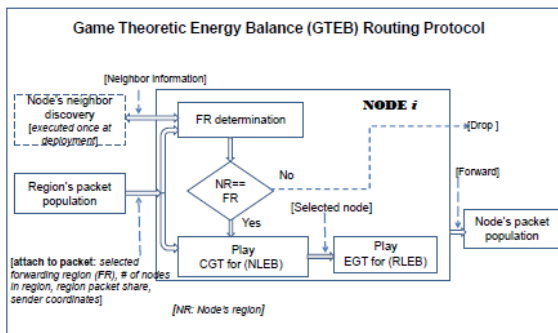 Game Theoretic Energy Balance (GTEB) Routing Protocol
[Neighbor information]
Node's neighbor
discovery
[executed once at
deployment]
NODE i
FR determination
[Drop ]
No
[Forward]
Region's packet
population
NR==
FR
[Selected node]
Yes
Node's packet
population
Play
CGT for (NLEB)
Play
EGT for (RLEB)
[attach to packet: selected
forwarding region (FR), # of nodes
in region, region packet share,
sender coordinates]
[NR: Node's region]